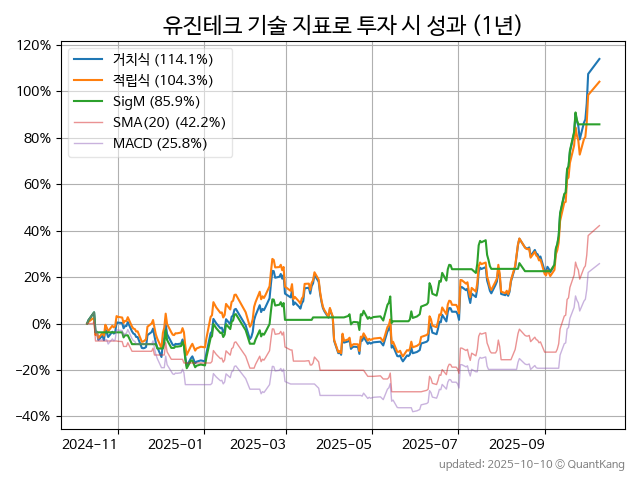 유진테크 기술 지표로 투자 시 성과 (1년)
120%
100%
80%
60%
40%
20%
0%
−20%
−40%
거치식 (114.1%)
적립식 (104.3%)
SigM (85.9%)
SMA(20) (42.2%)
MACD (25.8%)
2024-11 2025-01 2025-03 2025-05 2025-07 2025-09
updated: 2025-10-10 © QuantKang